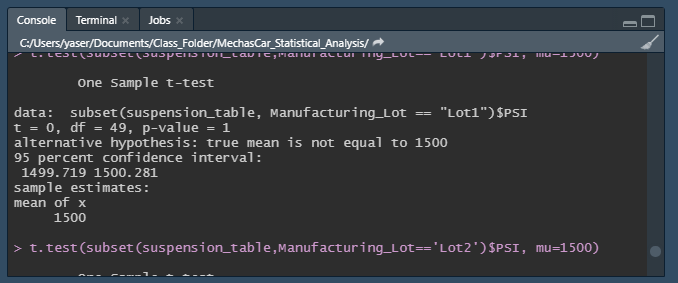 Console Terminal × Jobs ×
C:/Users/yaser/Documents/Class_Folder/MechasCar_Statistical_Analysis/
> t.test(subset(suspension_table,Manufacturing_Lot=='Lot1')$PSI, mu=1500)
One Sample t-test
data: subset(suspension_table, Manufacturing_Lot == "Lot1")$PSI
t = 0, df = 49, p-value = 1
alternative hypothesis: true mean is not equal to 1500
95 percent confidence interval:
1499.719 1500.281
sample estimates:
mean of x
1500
> t.test(subset(suspension_table,Manufacturing_Lot=='Lot2')$PSI, mu=1500)
One Sample t-test